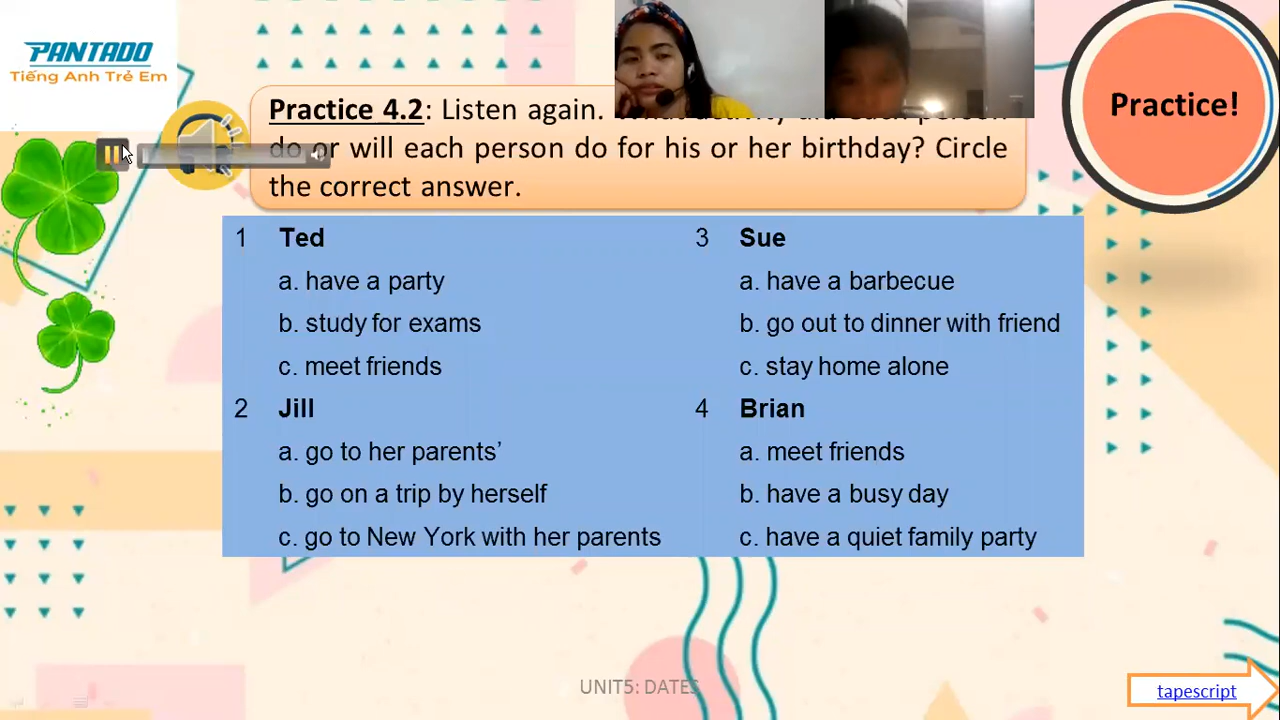 PANTADO
Tiếng Anh Trẻ Em
Practice 4.2: Listen again.
do or will each person do for his or her birthday? Circle
the correct answer.
Practice!
1 Ted
a. have a party
b. study for exams
c. meet friends
2 Jill
a. go to her parents’
b. go on a trip by herself
c. go to New York with her parents
3 Sue
a. have a barbecue
b. go out to dinner with friend
c. stay home alone
4 Brian
a. meet friends
b. have a busy day
c. have a quiet family party
UNIT5: DATES
tapescript